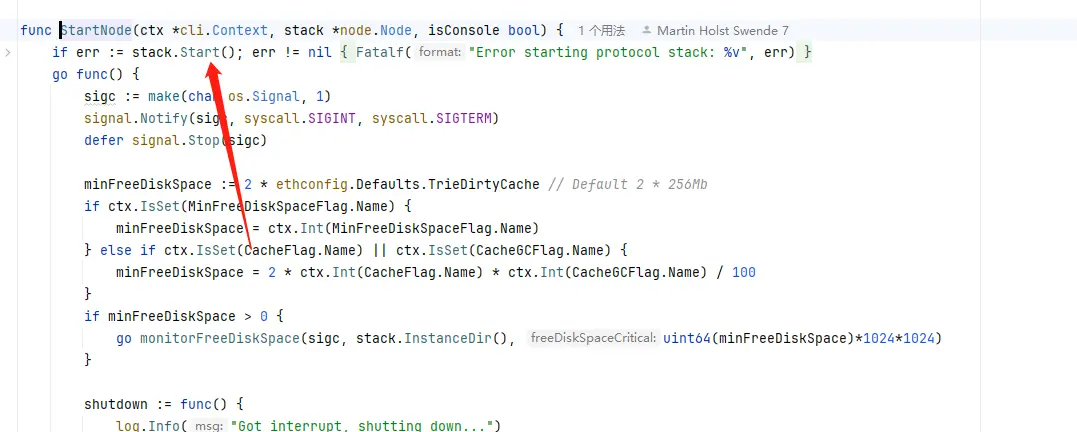 func StartNode(ctx *cli.Context, stack *node.Node, isConsole bool) { 1 个用法 Martin Holst Swende 7
if err := stack.Start(); err != nil { Fatalf( format: "Error starting protocol stack: %v", err) }
go func() {
sigc := make(chan os.Signal, 1)
signal.Notify(sigc, syscall.SIGINT, syscall.SIGTERM)
defer signal.Stop(sigc)
minFreeDiskSpace := 2 * ethconfig.Defaults.TrieDirtyCache // Default 2 * 256Mb
if ctx.IsSet(MinFreeDiskSpaceFlag.Name) {
minFreeDiskSpace = ctx.Int(MinFreeDiskSpaceFlag.Name)
} else if ctx.IsSet(CacheFlag.Name) || ctx.IsSet(CacheGCFlag.Name) {
minFreeDiskSpace = 2 * ctx.Int(CacheFlag.Name) * ctx.Int(CacheGCFlag.Name) / 100
}
if minFreeDiskSpace > 0 {
go monitorFreeDiskSpace(sigc, stack.InstanceDir(), freeDiskSpaceCritical: uint64(minFreeDiskSpace)*1024*1024)
}
shutdown := func() {
log.Info( msg: "Got interrupt, shutting down...")